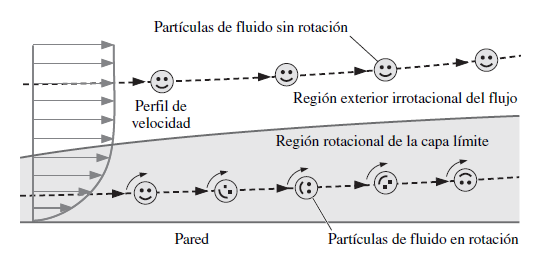 Partículas de fluido sin rotación
Perfil de
velocidad
Región exterior irrotacional del flujo
Región rotacional de la capa límite
Pared
Partículas de fluido en rotación